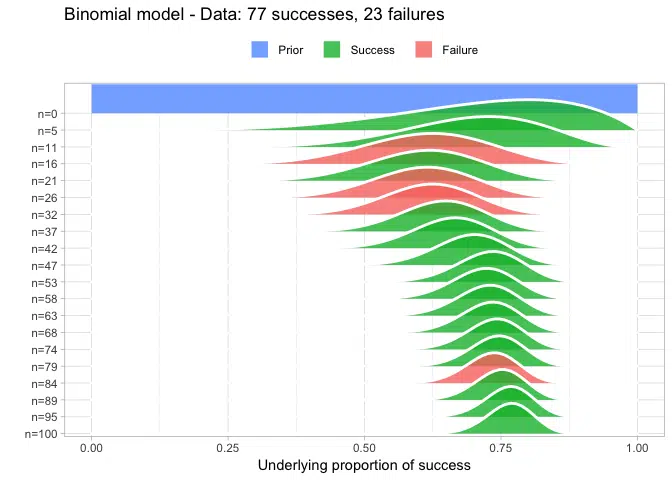 Binomial model - Data: 77 successes, 23 failures
Prior Success Failure
n=0
n=5
n=11
n=16
n=21
n=26
n=32
n=37
n=42
n=47
n=53
n=58
n=63
n=68
n=74
n=79
n=84
n=89
n=95
n=100
0.00 0.25 0.50 0.75 1.00
Underlying proportion of success